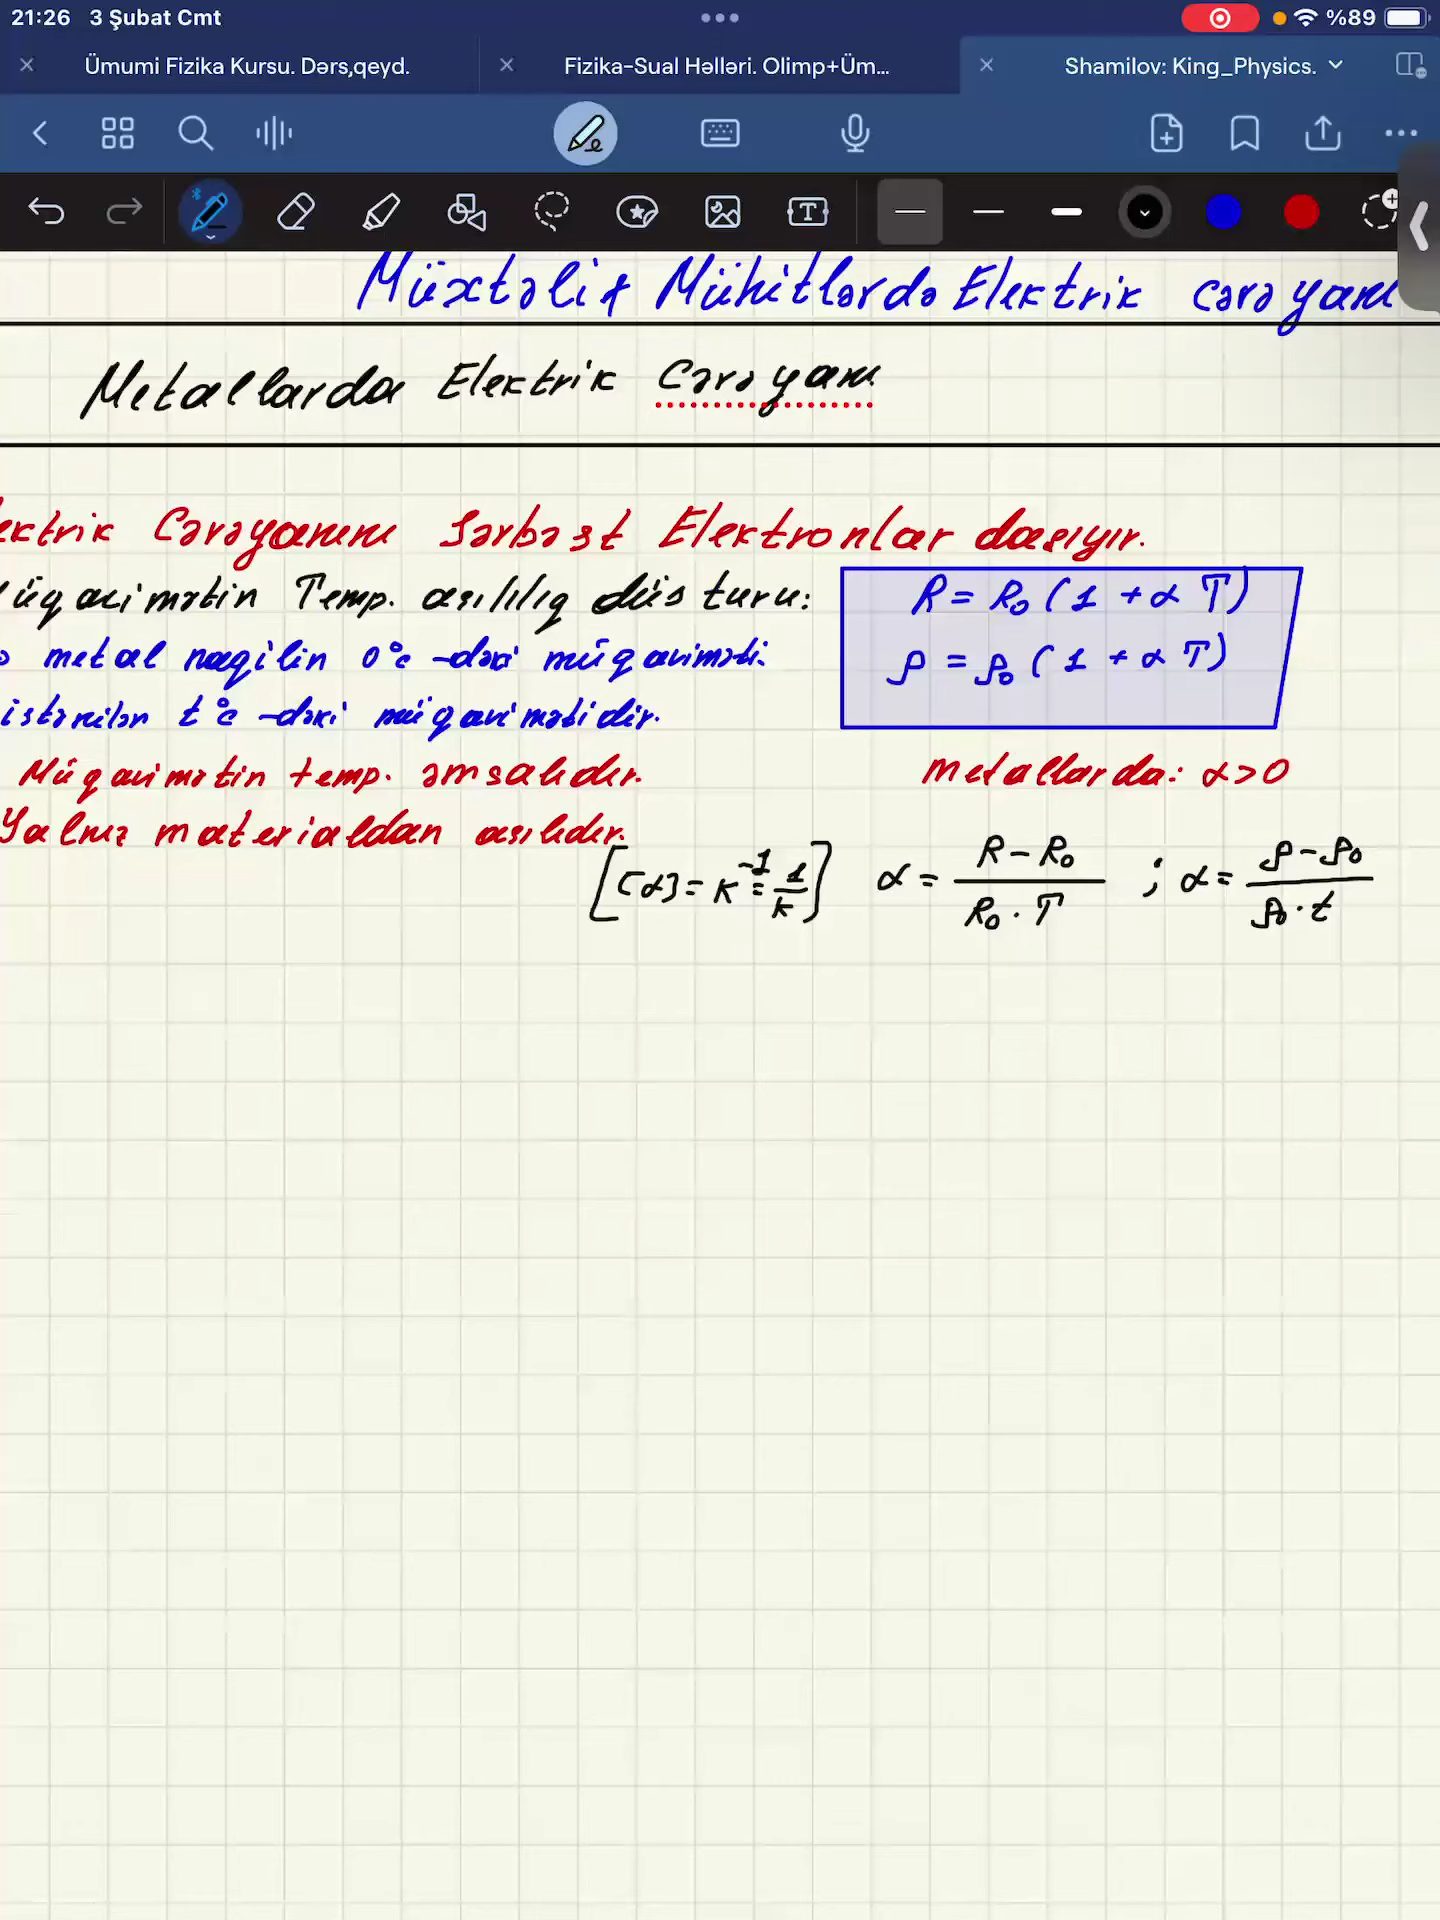 21:26 3 Şubat Cmt %89
Ümumi Fizika Kursu. Dərs,qeyd. Fizika-Sual Həlləri. Olimp+Üm... Shamilov: King_Physics.
Müxtəlif Mühitlərdə Elektrik cərəyanı
Metallarda Elektrik Cərəyanı
ektrik Cərəyanını Sərbəst Elektronlar daşıyır.
üqavimətin Temp. asılılıq düsturu: R = R₀ (1 + α T)
metal naqilin 0°c -dəki müqaviməti. ρ = ρ₀ (1 + α T)
istənilən t°c -dəki müqavimətidir.
Müqavimətin temp. əmsalıdır. metallarda: α>0
Yalnız materialdan asılıdır.
[[α] = K⁻¹ = 1/K] α = (R - R₀)/(R₀ · T) ; α = (ρ - ρ₀)/(ρ₀ · t)